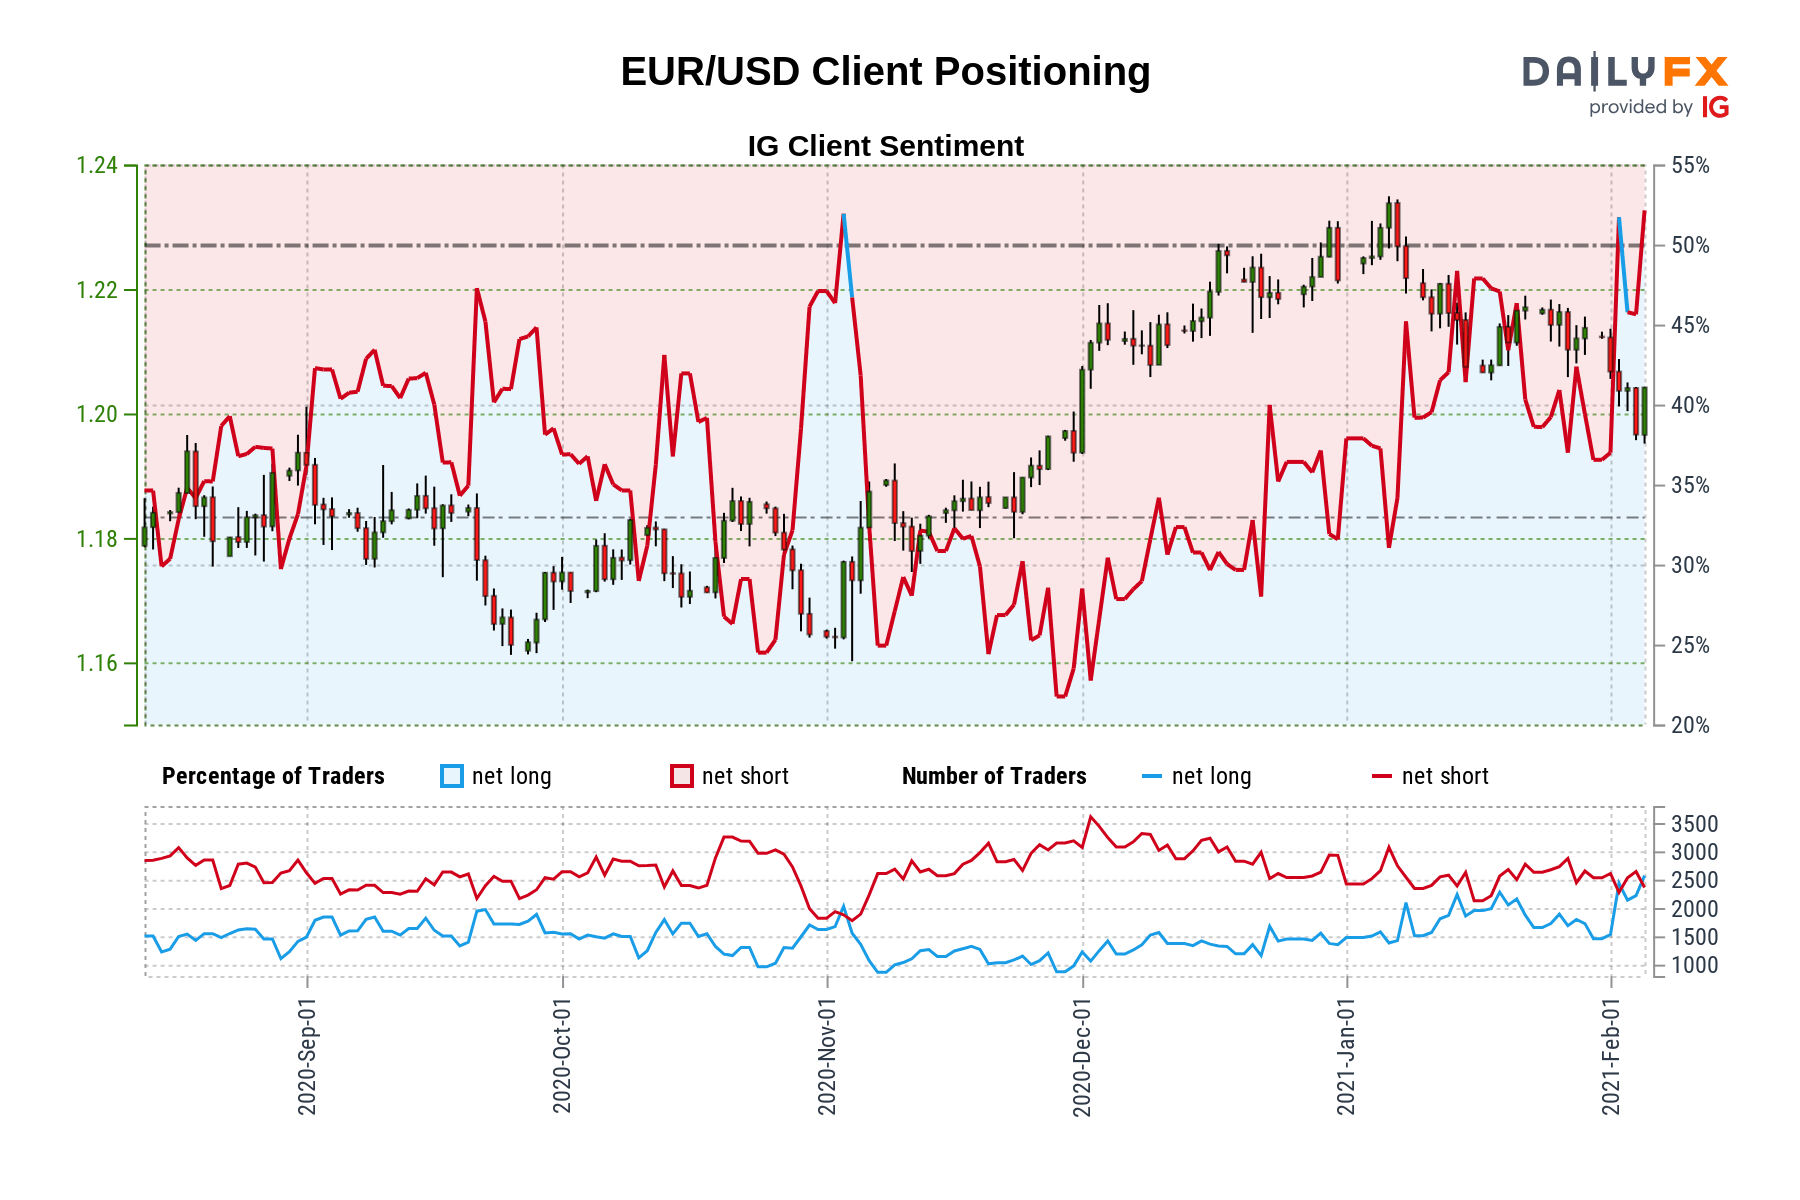 EUR/USD Client Positioning
DAILYFX
provided by IG
IG Client Sentiment
1.24
1.22
1.20
1.18
1.16
55%
50%
45%
40%
35%
30%
25%
20%
Percentage of Traders net long net short Number of Traders net long net short
3500
3000
2500
2000
1500
1000
2020-Sep-01
2020-Oct-01
2020-Nov-01
2020-Dec-01
2021-Jan-01
2021-Feb-01